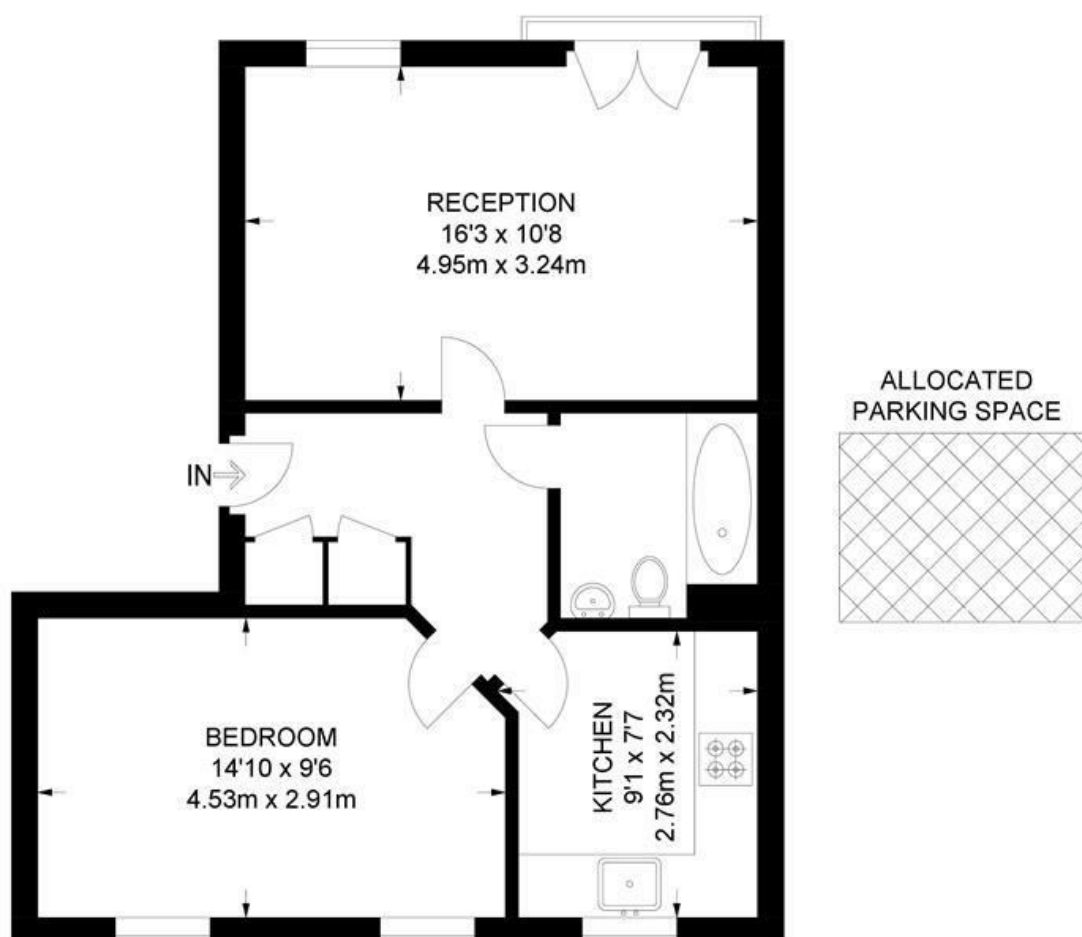 RECEPTION
16'3 x 10'8
4.95m x 3.24m
ALLOCATED
PARKING SPACE
IN
BEDROOM
14'10 x 9'6
4.53m x 2.91m
KITCHEN
9'1 x 7'7
2.76m x 2.32m